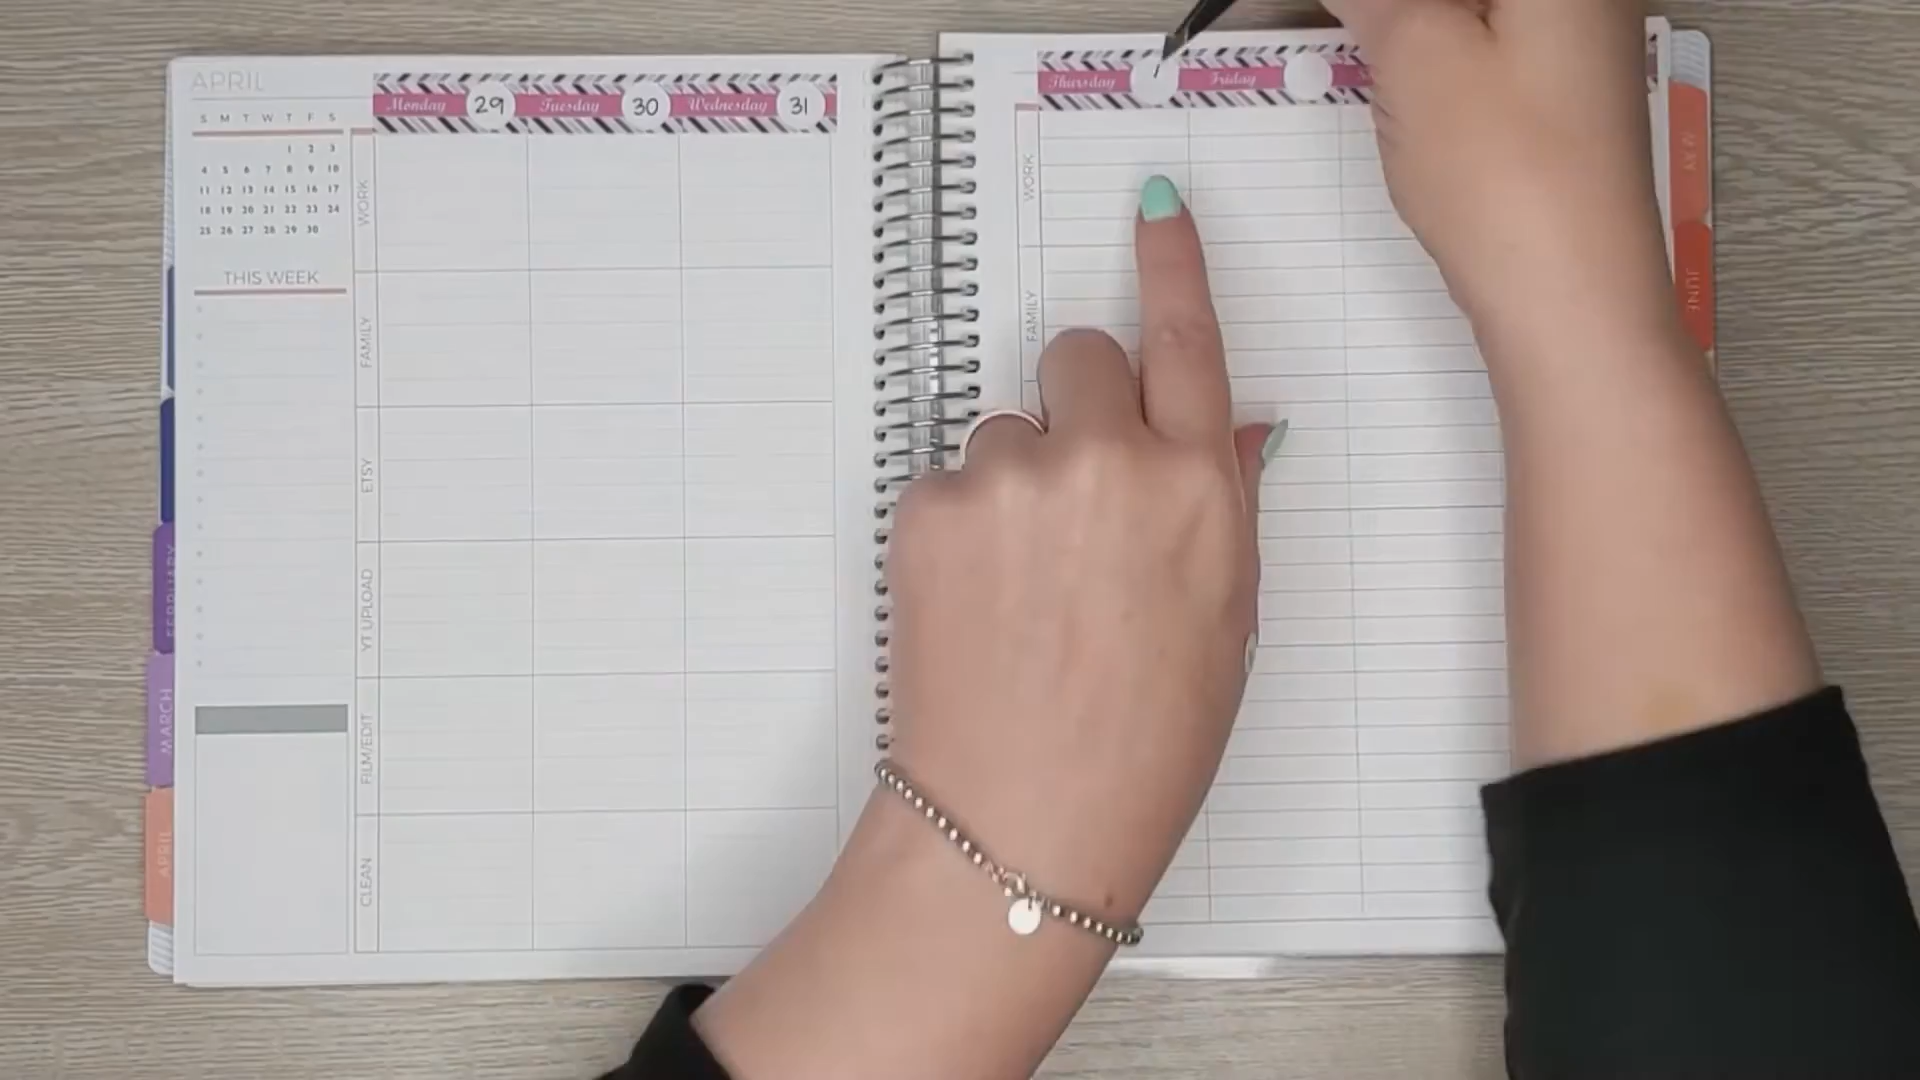 APRIL
S M T W T F S
1 2 3
4 5 6 7 8 9 10
11 12 13 14 15 16 17
18 19 20 21 22 23 24
25 26 27 28 29 30
THIS WEEK
Monday 29 Tuesday 30 Wednesday 31
WORK
FAMILY
ETSY
YT UPLOAD
FILM/EDIT
CLEAN
Thursday 1 Friday
WORK
FAMILY
FEBRUARY
MARCH
APRIL
MAY
JUNE